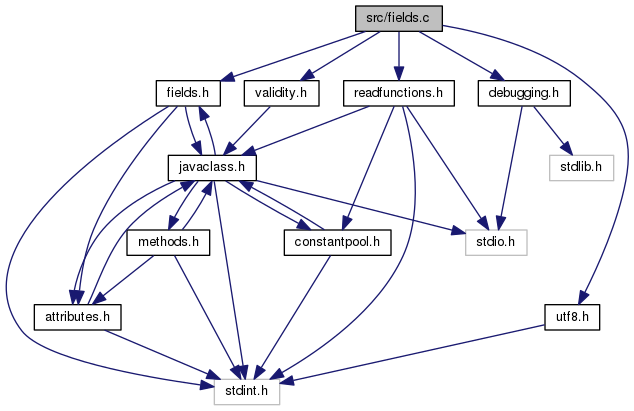 src/fields.c
fields.h
validity.h
readfunctions.h
debugging.h
javaclass.h
stdlib.h
methods.h
constantpool.h
stdio.h
attributes.h
utf8.h
stdint.h